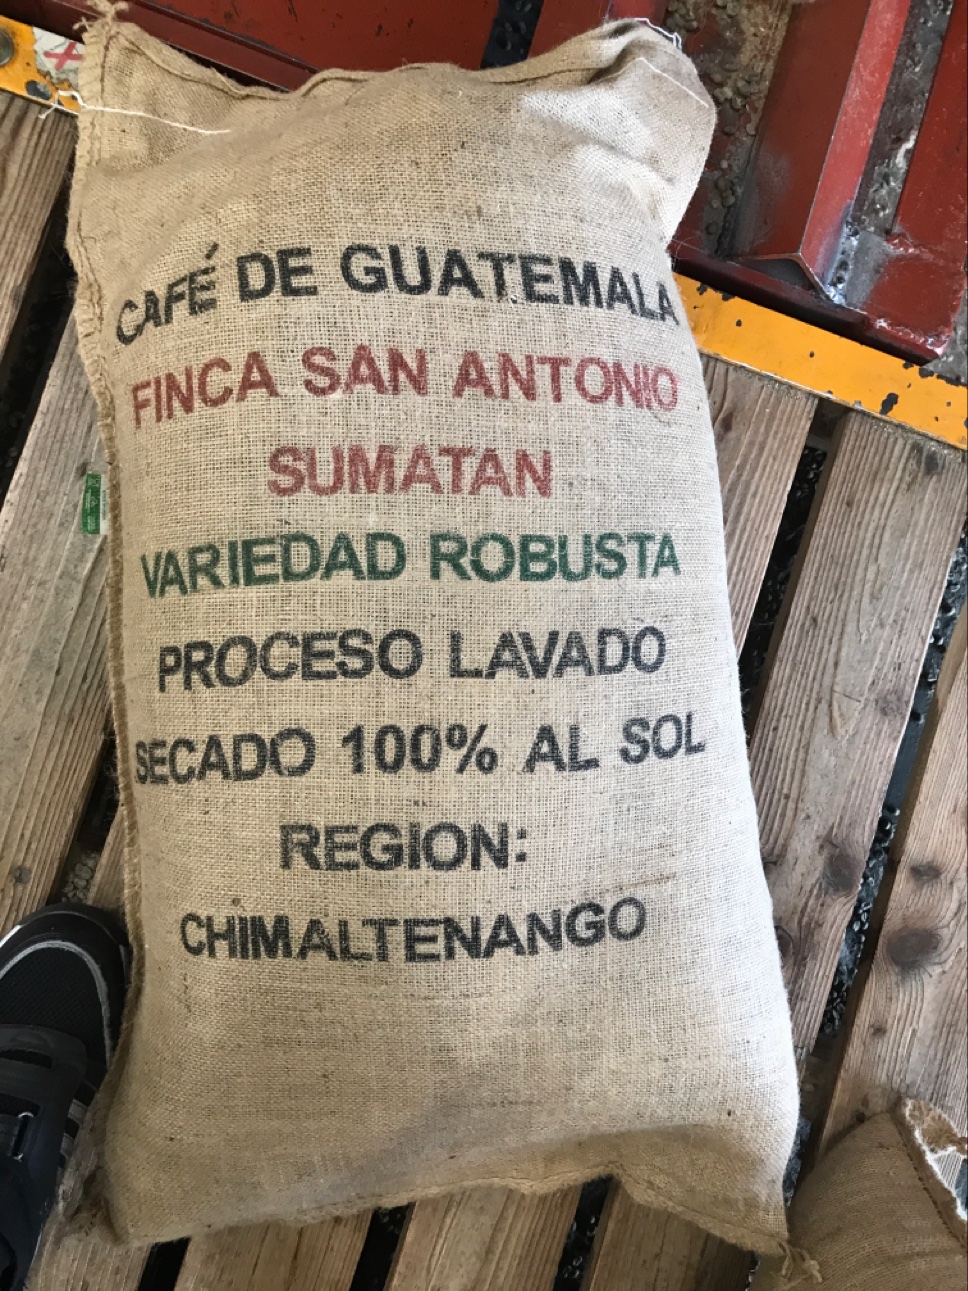 CAFÉ DE GUATEMALA
FINCA SAN ANTONIO
SUMATAN
VARIEDAD ROBUSTA
PROCESO LAVADO
SECADO 100% AL SOL
REGION:
CHIMALTENANGO